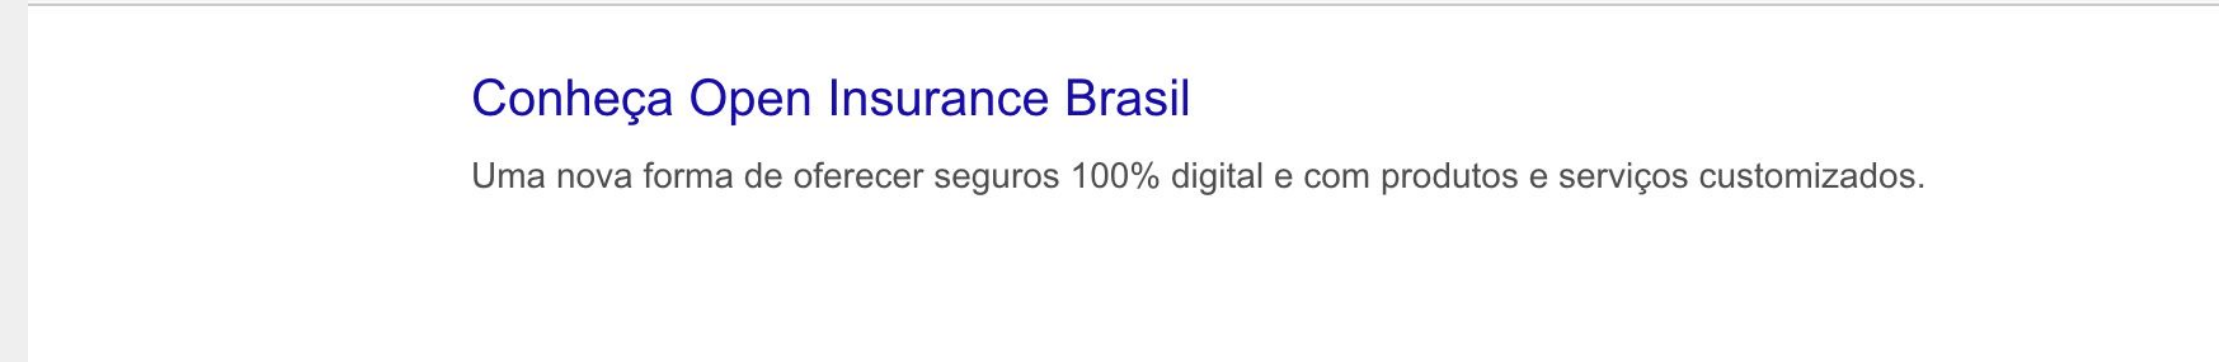 Conheça Open Insurance Brasil
Uma nova forma de oferecer seguros 100% digital e com produtos e serviços customizados.